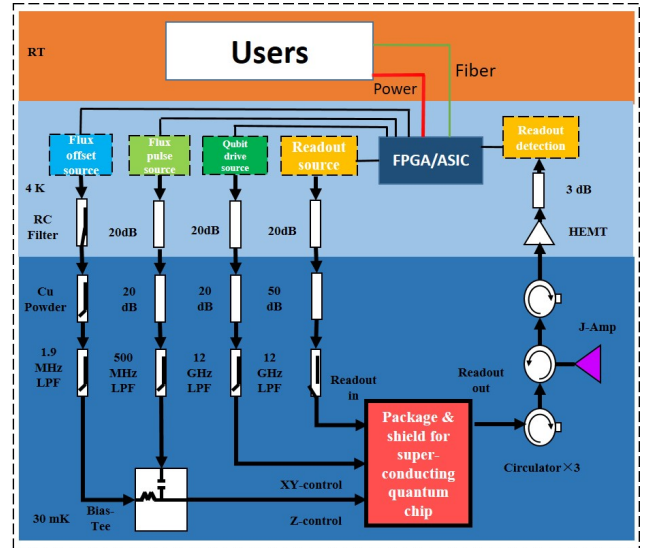 RT
Users
Fiber
Power
Flux
offset
source
Flux
pulse
source
Qubit
drive
source
Readout
source
FPGA/ASIC
Readout
detection
4 K
RC
Filter
20dB
20dB
20dB
3 dB
HEMT
Cu
Powder
20
dB
20
dB
50
dB
J-Amp
1.9
MHz
LPF
500
MHz
LPF
12
GHz
LPF
12
GHz
LPF
Readout
in
Readout
out
Package &
shield for
super-
conducting
quantum
chip
Circulator×3
XY-control
Z-control
30 mK
Bias-
Tee